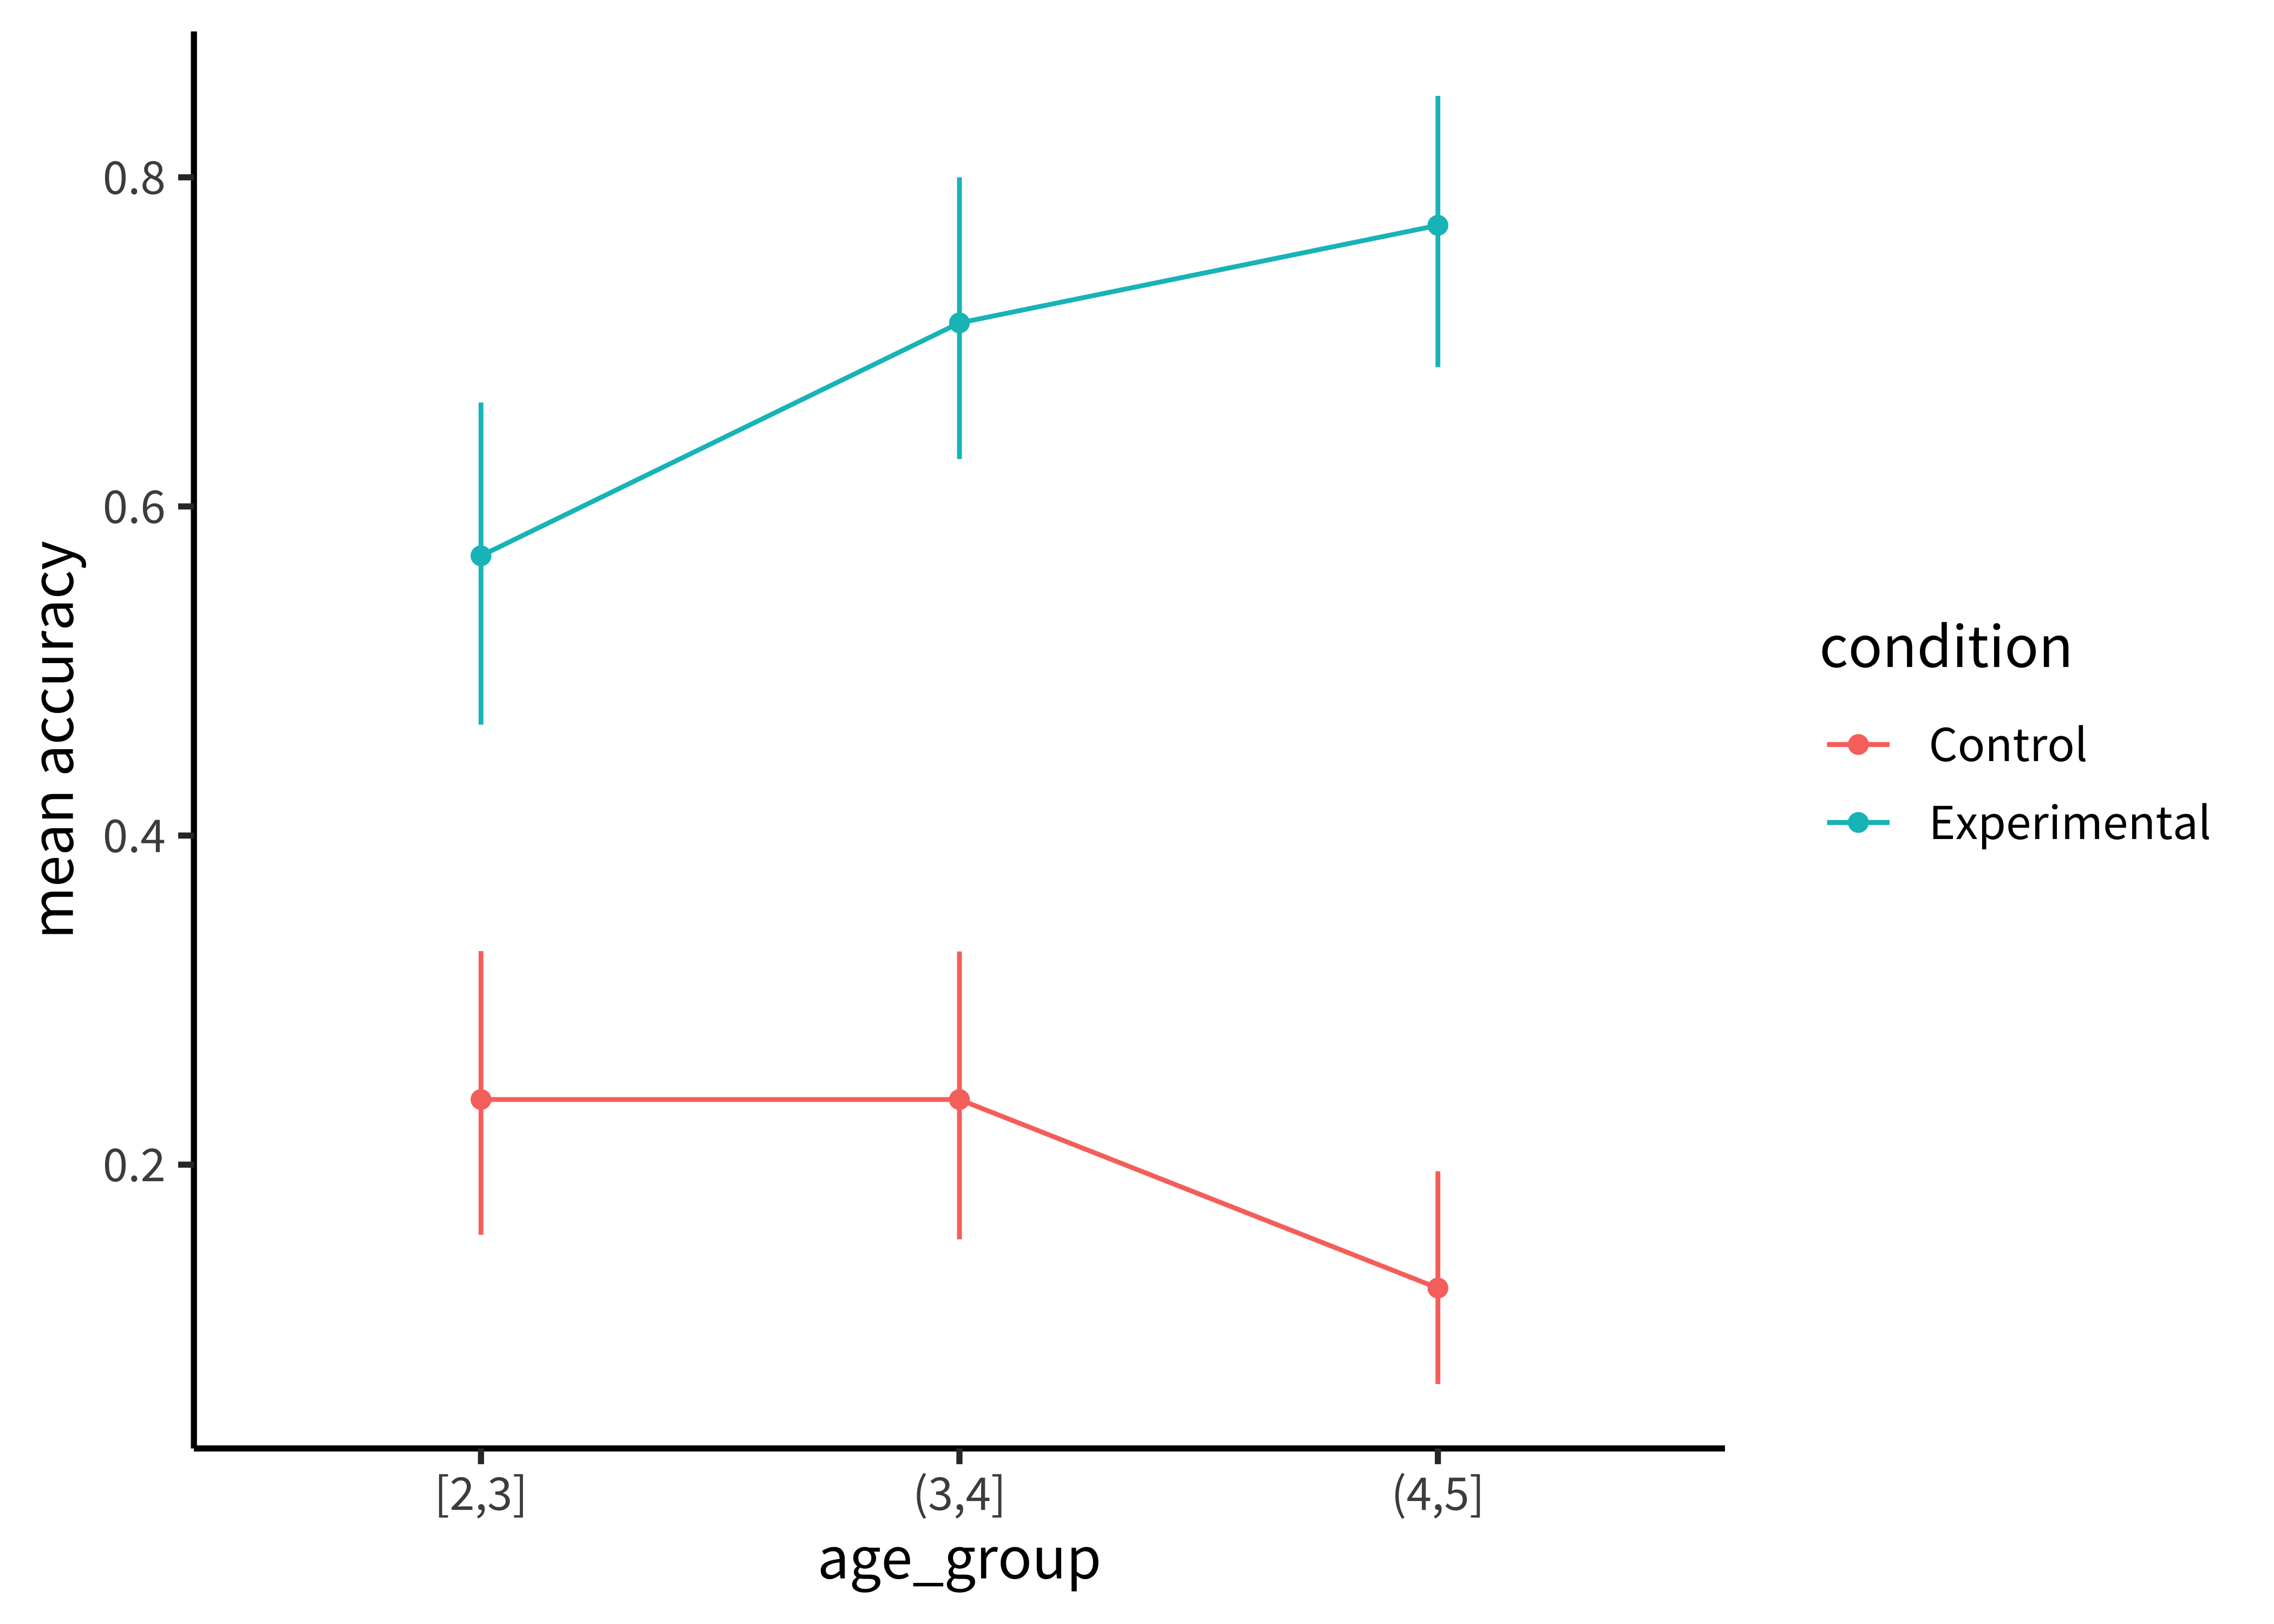 mean accuracy
0.8
0.6
0.4
0.2
[2,3]
(3,4]
(4,5]
age_group
condition
Control
Experimental